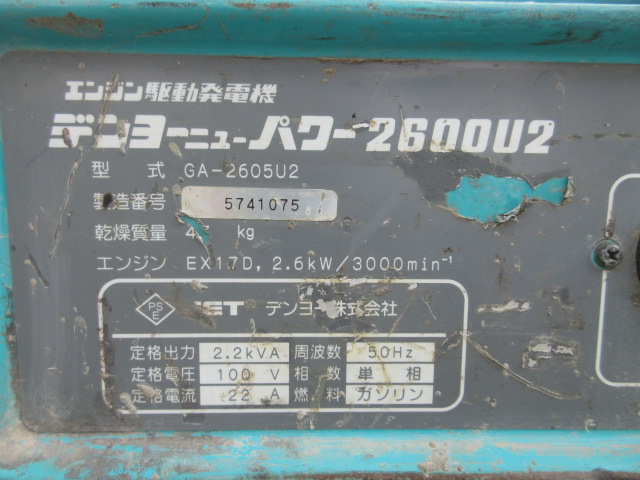 エンジン駆動発電機
デンヨーニューパワー2600U2
型 式 GA-2605U2
製造番号 5741075
乾燥質量 4 kg
エンジン EX17D, 2.6kW/3000min⁻¹
PS E JET デンヨー株式会社
定格出力 2.2kVA 周波数 50Hz
定格電圧 100 V 相 数 単 相
定格電流 22 A 燃 料 ガソリン